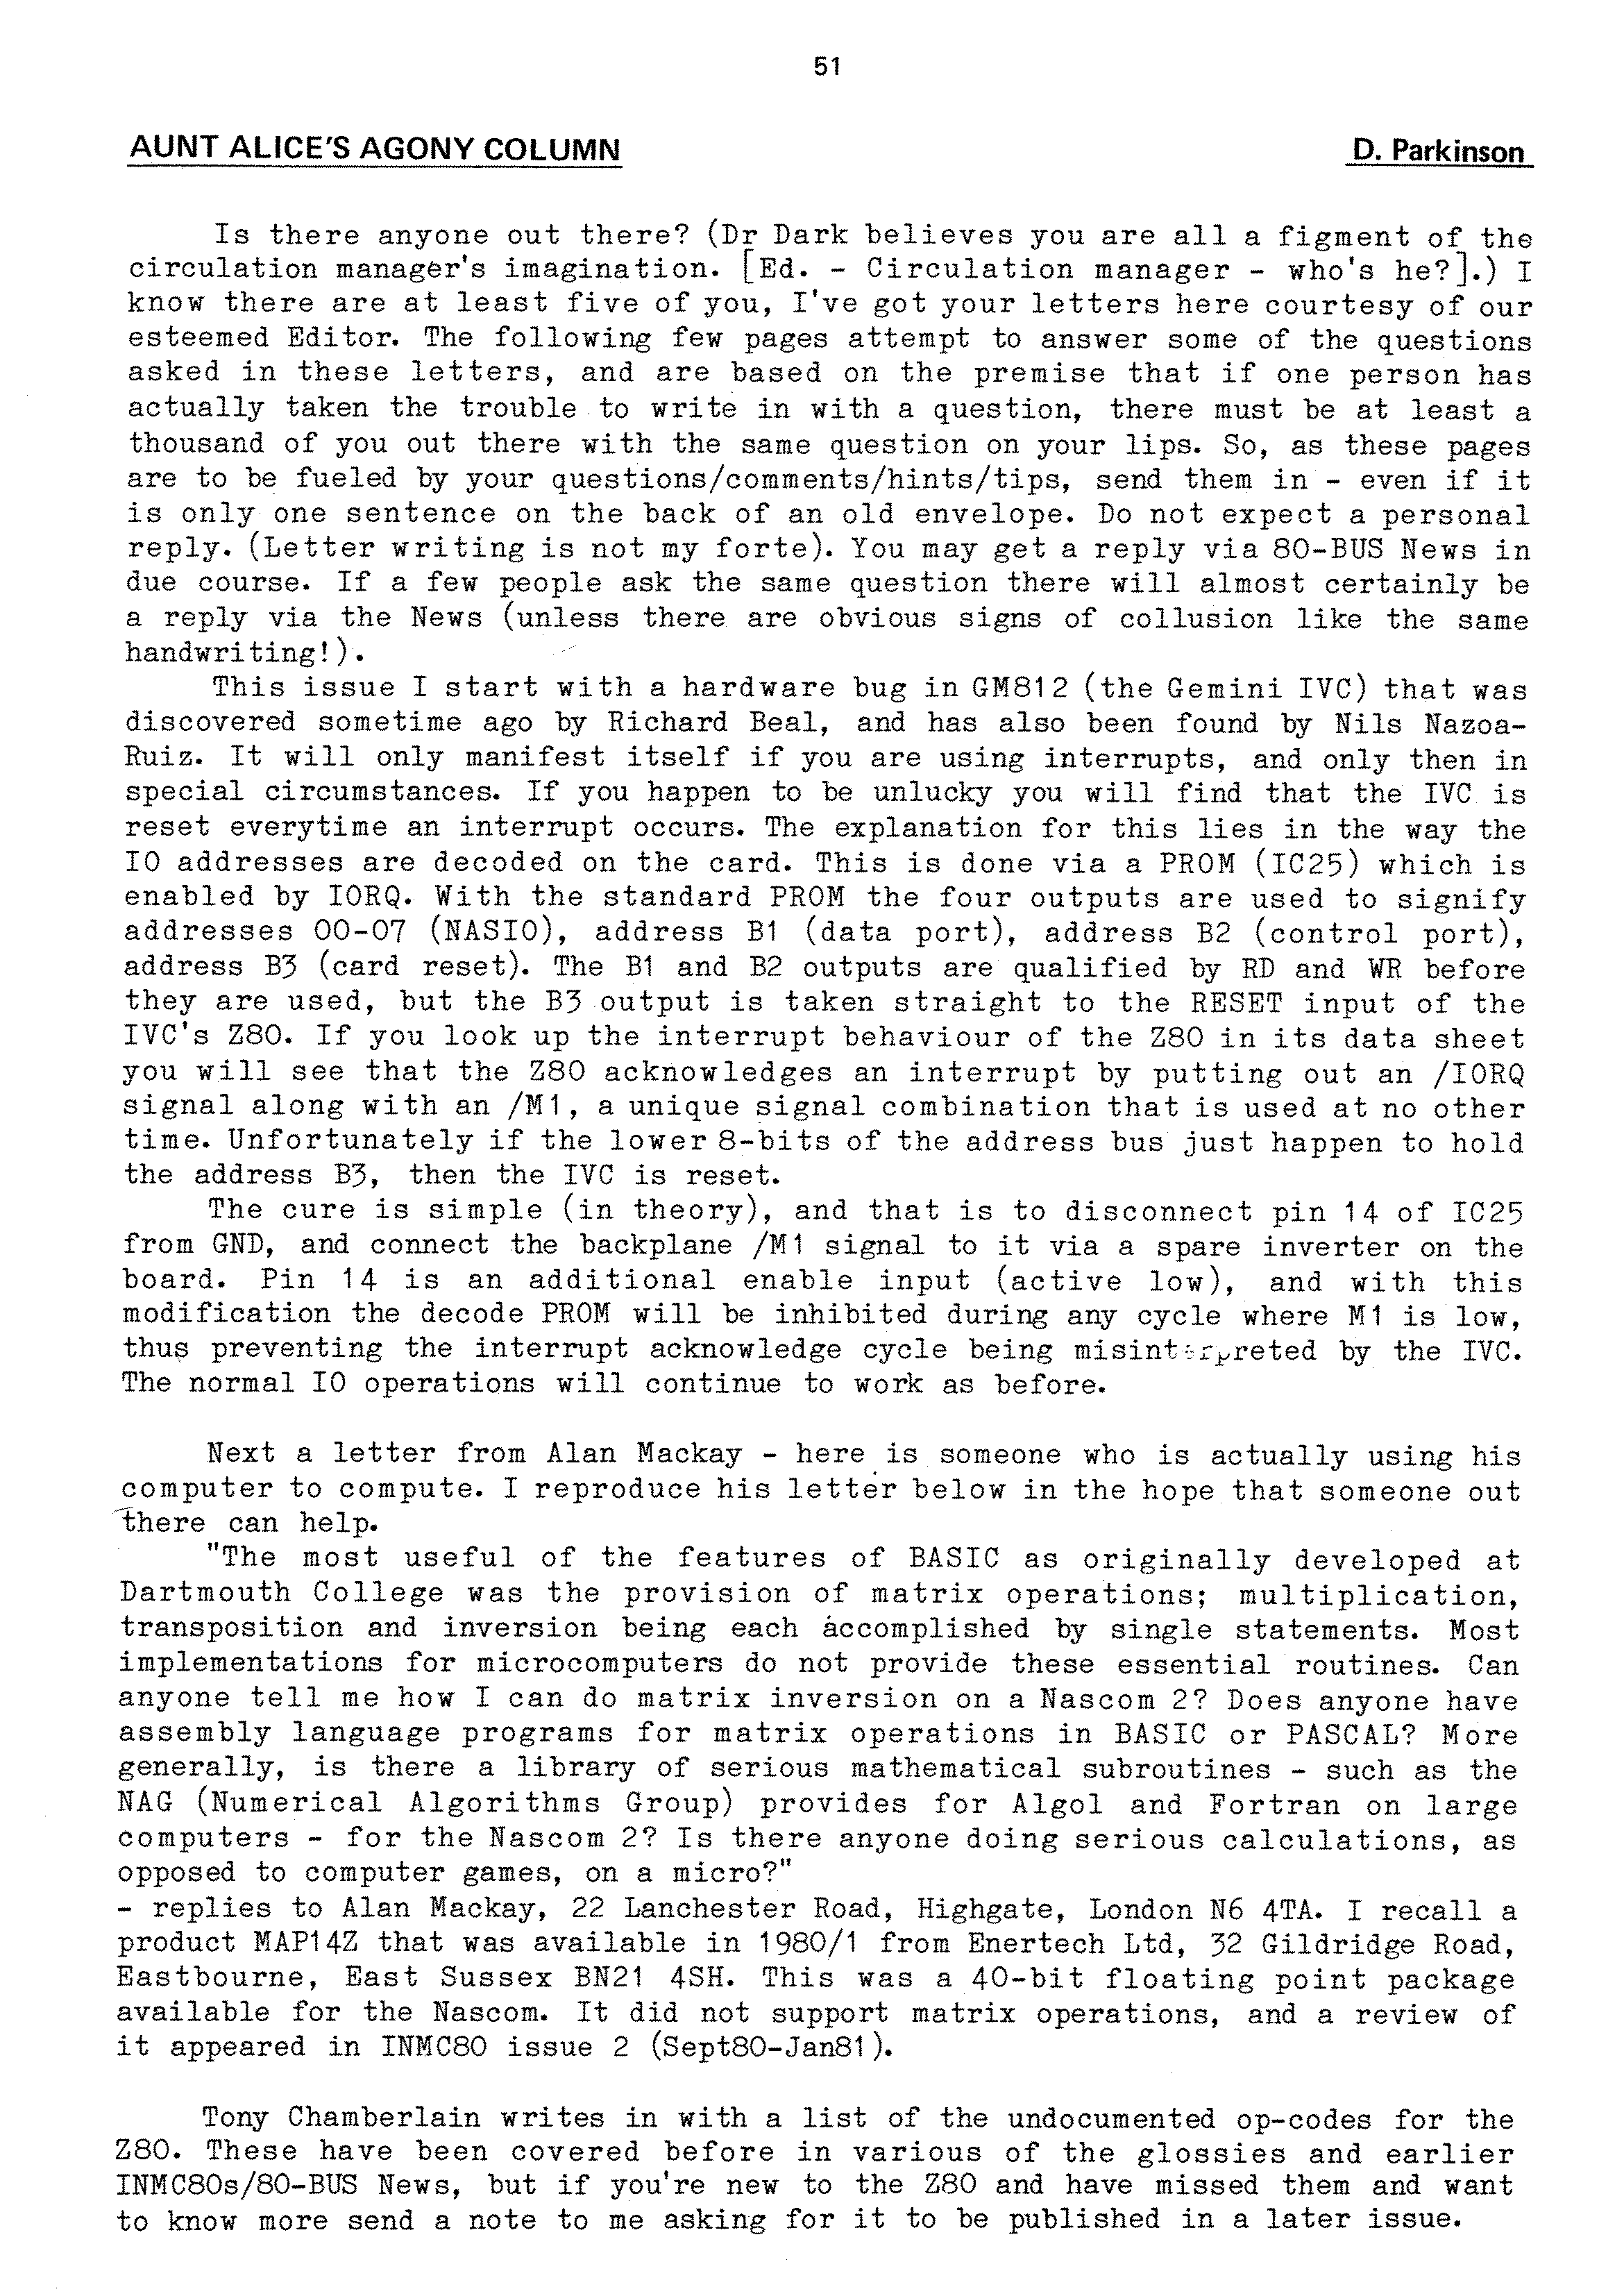 51
AUNT ALICE'S AGONY COLUMN D. Parkinson
Is there anyone out there? (Dr Dark believes you are all a figment of the
circulation manager's imagination. [Ed. - Circulation manager - who's he?].) I
know there are at least five of you, I've got your letters here courtesy of our
esteemed Editor. The following few pages attempt to answer some of the questions
asked in these letters, and are based on the premise that if one person has
actually taken the trouble to write in with a question, there must be at least a
thousand of you out there with the same question on your lips. So, as these pages
are to be fueled by your questions/comments/hints/tips, send them in - even if it
is only one sentence on the back of an old envelope. Do not expect a personal
reply. (Letter writing is not my forte). You may get a reply via 80-BUS News in
due course. If a few people ask the same question there will almost certainly be
a reply via the News (unless there are obvious signs of collusion like the same
handwriting!).
This issue I start with a hardware bug in GM812 (the Gemini IVC) that was
discovered sometime ago by Richard Beal, and has also been found by Nils Nazoa-
Ruiz. It will only manifest itself if you are using interrupts, and only then in
special circumstances. If you happen to be unlucky you will find that the IVC is
reset everytime an interrupt occurs. The explanation for this lies in the way the
IO addresses are decoded on the card. This is done via a PROM (IC25) which is
enabled by IORQ. With the standard PROM the four outputs are used to signify
addresses 00-07 (NASIO), address B1 (data port), address B2 (control port),
address B3 (card reset). The B1 and B2 outputs are qualified by RD and WR before
they are used, but the B3 output is taken straight to the RESET input of the
IVC's Z80. If you look up the interrupt behaviour of the Z80 in its data sheet
you will see that the Z80 acknowledges an interrupt by putting out an /IORQ
signal along with an /M1, a unique signal combination that is used at no other
time. Unfortunately if the lower 8-bits of the address bus just happen to hold
the address B3, then the IVC is reset.
The cure is simple (in theory), and that is to disconnect pin 14 of IC25
from GND, and connect the backplane /M1 signal to it via a spare inverter on the
board. Pin 14 is an additional enable input (active low), and with this
modification the decode PROM will be inhibited during any cycle where M1 is low,
thus preventing the interrupt acknowledge cycle being misinterpreted by the IVC.
The normal IO operations will continue to work as before.
Next a letter from Alan Mackay - here is someone who is actually using his
computer to compute. I reproduce his letter below in the hope that someone out
there can help.
"The most useful of the features of BASIC as originally developed at
Dartmouth College was the provision of matrix operations; multiplication,
transposition and inversion being each accomplished by single statements. Most
implementations for microcomputers do not provide these essential routines. Can
anyone tell me how I can do matrix inversion on a Nascom 2? Does anyone have
assembly language programs for matrix operations in BASIC or PASCAL? More
generally, is there a library of serious mathematical subroutines - such as the
NAG (Numerical Algorithms Group) provides for Algol and Fortran on large
computers - for the Nascom 2? Is there anyone doing serious calculations, as
opposed to computer games, on a micro?"
- replies to Alan Mackay, 22 Lanchester Road, Highgate, London N6 4TA. I recall a
product MAP14Z that was available in 1980/1 from Enertech Ltd, 32 Gildridge Road,
Eastbourne, East Sussex BN21 4SH. This was a 40-bit floating point package
available for the Nascom. It did not support matrix operations, and a review of
it appeared in INMC80 issue 2 (Sept80-Jan81).
Tony Chamberlain writes in with a list of the undocumented op-codes for the
Z80. These have been covered before in various of the glossies and earlier
INMC80s/80-BUS News, but if you're new to the Z80 and have missed them and want
to know more send a note to me asking for it to be published in a later issue.